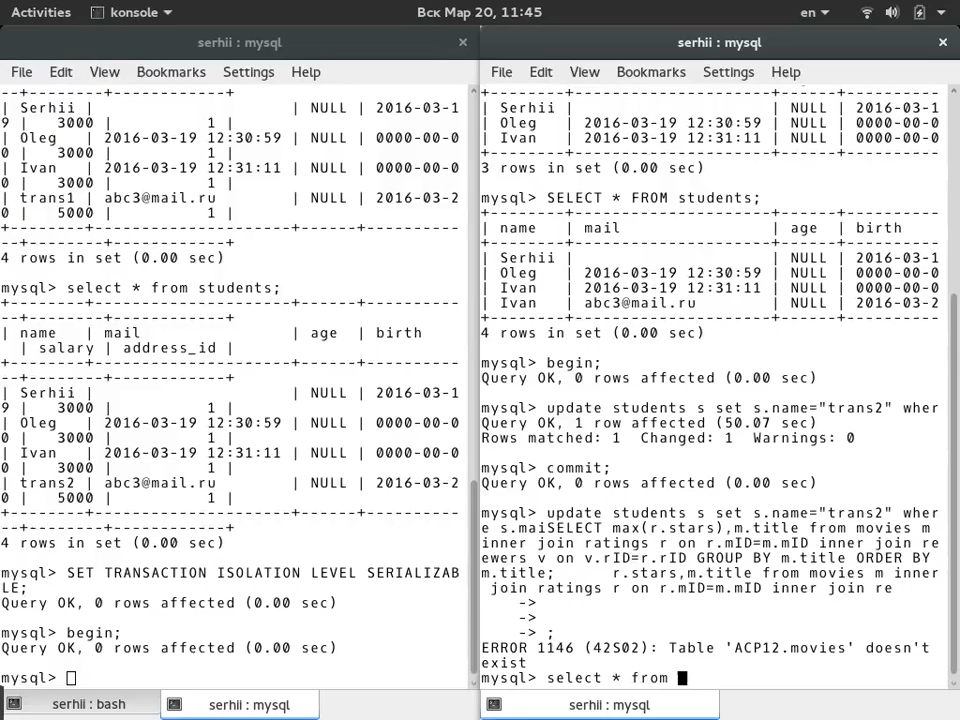 Activities konsole Вск Мар 20, 11:45 en
serhii : mysql
File Edit View Bookmarks Settings Help
--+--------+------------+
| Serhii |                     | NULL | 2016-03-1
9 |   3000 |          1 |
| Oleg   | 2016-03-19 12:30:59 | NULL | 0000-00-0
0 |   3000 |          1 |
| Ivan   | 2016-03-19 12:31:11 | NULL | 0000-00-0
0 |   3000 |          1 |
| trans1 | abc3@mail.ru        | NULL | 2016-03-2
0 |   5000 |          1 |
+--------+---------------------+------+----------
--+--------+------------+
4 rows in set (0.00 sec)
mysql> select * from students;
+--------+---------------------+------+----------
--+--------+------------+
| name   | mail                | age  | birth
  | salary | address_id |
+--------+---------------------+------+----------
--+--------+------------+
| Serhii |                     | NULL | 2016-03-1
9 |   3000 |          1 |
| Oleg   | 2016-03-19 12:30:59 | NULL | 0000-00-0
0 |   3000 |          1 |
| Ivan   | 2016-03-19 12:31:11 | NULL | 0000-00-0
0 |   3000 |          1 |
| trans2 | abc3@mail.ru        | NULL | 2016-03-2
0 |   5000 |          1 |
+--------+---------------------+------+----------
--+--------+------------+
4 rows in set (0.00 sec)
mysql> SET TRANSACTION ISOLATION LEVEL SERIALIZAB
LE;
Query OK, 0 rows affected (0.00 sec)
mysql> begin;
Query OK, 0 rows affected (0.00 sec)
mysql>
serhii : mysql
File Edit View Bookmarks Settings Help
+--------+---------------------+------+----------
| Serhii |                     | NULL | 2016-03-1
| Oleg   | 2016-03-19 12:30:59 | NULL | 0000-00-0
| Ivan   | 2016-03-19 12:31:11 | NULL | 0000-00-0
+--------+---------------------+------+----------
3 rows in set (0.00 sec)
mysql> SELECT * FROM students;
+--------+---------------------+------+----------
| name   | mail                | age  | birth
+--------+---------------------+------+----------
| Serhii |                     | NULL | 2016-03-1
| Oleg   | 2016-03-19 12:30:59 | NULL | 0000-00-0
| Ivan   | 2016-03-19 12:31:11 | NULL | 0000-00-0
| Ivan   | abc3@mail.ru        | NULL | 2016-03-2
+--------+---------------------+------+----------
4 rows in set (0.00 sec)
mysql> begin;
Query OK, 0 rows affected (0.00 sec)
mysql> update students s set s.name="trans2" wher
Query OK, 1 row affected (50.07 sec)
Rows matched: 1  Changed: 1  Warnings: 0
mysql> commit;
Query OK, 0 rows affected (0.00 sec)
mysql> update students s set s.name="trans2" wher
e s.maiSELECT max(r.stars),m.title from movies m
inner join ratings r on r.mID=m.mID inner join re
ewers v on v.rID=r.rID GROUP BY m.title ORDER BY
m.title;      r.stars,m.title from movies m inner
 join ratings r on r.mID=m.mID inner join re
    ->
    ->
    -> ;
ERROR 1146 (42S02): Table 'ACP12.movies' doesn't
exist
mysql> select * from
serhii : bash
serhii : mysql
serhii : mysql